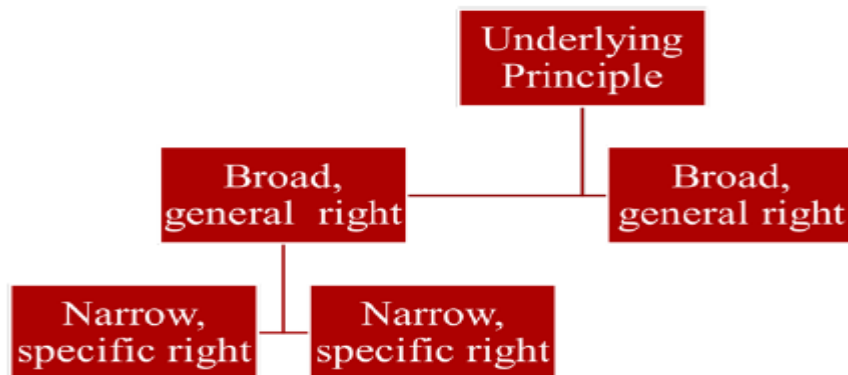 Underlying
Principle
Broad,
general right
Broad,
general right
Narrow,
specific right
Narrow,
specific right